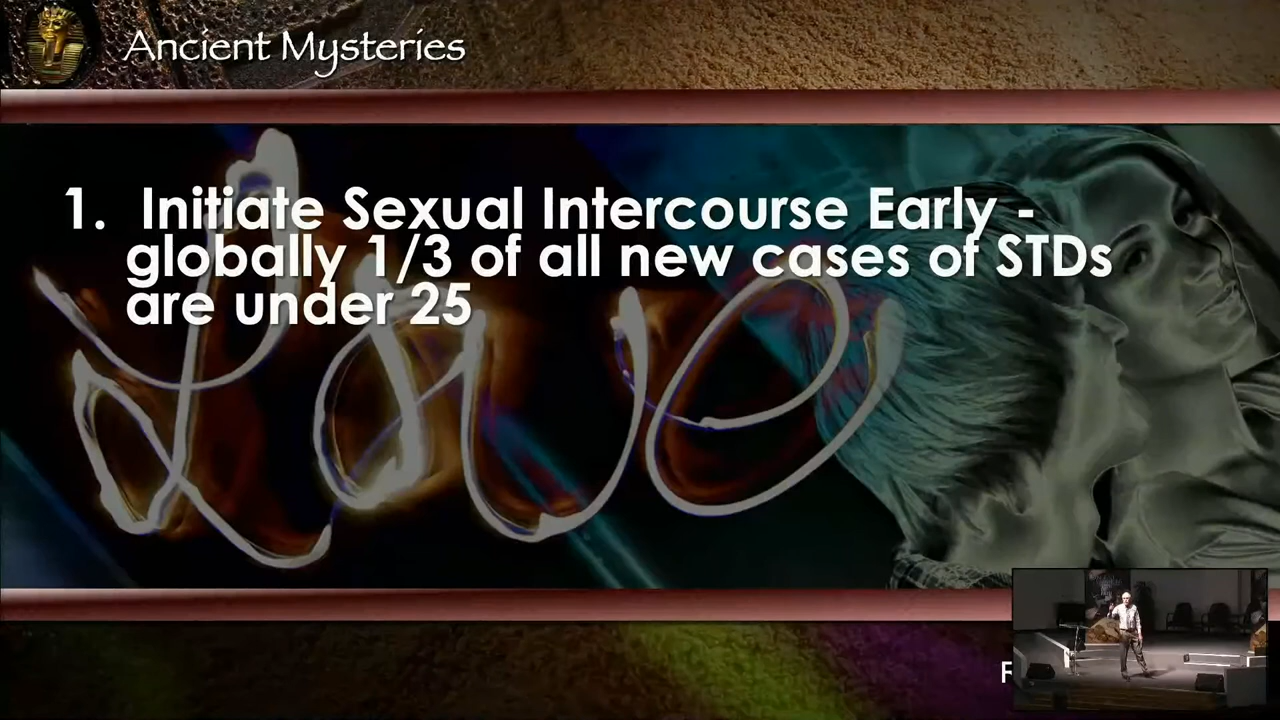 Ancient Mysteries
1. Initiate Sexual Intercourse Early -
globally 1/3 of all new cases of STDs
are under 25
Love